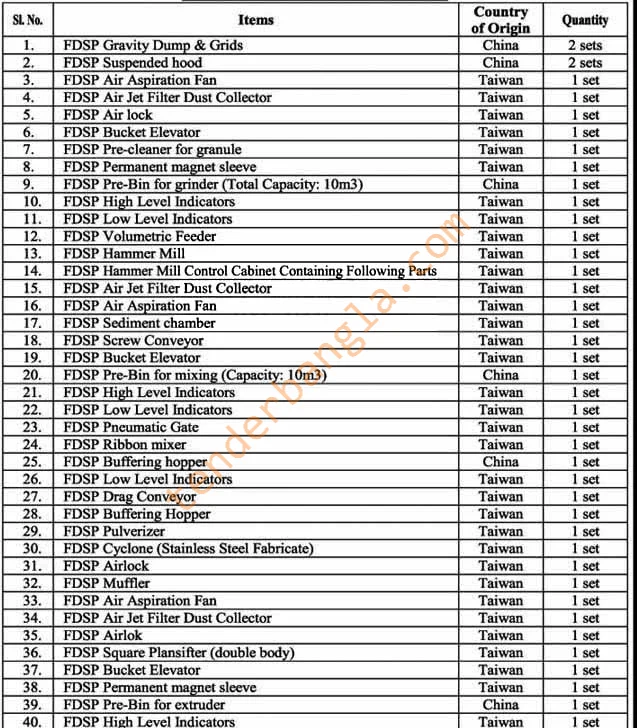 Sl. No. Items Country of Origin Quantity
1. FDSP Gravity Dump & Grids China 2 sets
2. FDSP Suspended hood China 2 sets
3. FDSP Air Aspiration Fan Taiwan 1 set
4. FDSP Air Jet Filter Dust Collector Taiwan 1 set
5. FDSP Air lock Taiwan 1 set
6. FDSP Bucket Elevator Taiwan 1 set
7. FDSP Pre-cleaner for granule Taiwan 1 set
8. FDSP Permanent magnet sleeve Taiwan 1 set
9. FDSP Pre-Bin for grinder (Total Capacity: 10m3) China 1 set
10. FDSP High Level Indicators Taiwan 1 set
11. FDSP Low Level Indicators Taiwan 1 set
12. FDSP Volumetric Feeder Taiwan 1 set
13. FDSP Hammer Mill Taiwan 1 set
14. FDSP Hammer Mill Control Cabinet Containing Following Parts Taiwan 1 set
15. FDSP Air Jet Filter Dust Collector Taiwan 1 set
16. FDSP Air Aspiration Fan Taiwan 1 set
17. FDSP Sediment chamber Taiwan 1 set
18. FDSP Screw Conveyor Taiwan 1 set
19. FDSP Bucket Elevator Taiwan 1 set
20. FDSP Pre-Bin for mixing (Capacity: 10m3) China 1 set
21. FDSP High Level Indicators Taiwan 1 set
22. FDSP Low Level Indicators Taiwan 1 set
23. FDSP Pneumatic Gate Taiwan 1 set
24. FDSP Ribbon mixer Taiwan 1 set
25. FDSP Buffering hopper China 1 set
26. FDSP Low Level Indicators Taiwan 1 set
27. FDSP Drag Conveyor Taiwan 1 set
28. FDSP Buffering Hopper Taiwan 1 set
29. FDSP Pulverizer Taiwan 1 set
30. FDSP Cyclone (Stainless Steel Fabricate) Taiwan 1 set
31. FDSP Airlock Taiwan 1 set
32. FDSP Muffler Taiwan 1 set
33. FDSP Air Aspiration Fan Taiwan 1 set
34. FDSP Air Jet Filter Dust Collector Taiwan 1 set
35. FDSP Airlok Taiwan 1 set
36. FDSP Square Plansifter (double body) Taiwan 1 set
37. FDSP Bucket Elevator Taiwan 1 set
38. FDSP Permanent magnet sleeve Taiwan 1 set
39. FDSP Pre-Bin for extruder China 1 set
40. FDSP High Level Indicators Taiwan 1 set
tenderbangla.com